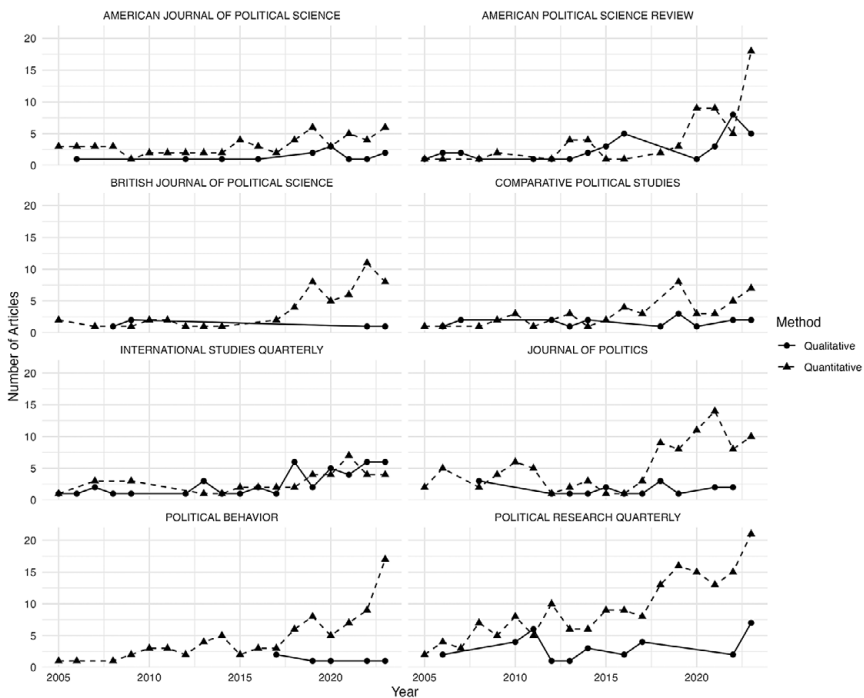 AMERICAN JOURNAL OF POLITICAL SCIENCE
AMERICAN POLITICAL SCIENCE REVIEW
20
15
10
5
0
BRITISH JOURNAL OF POLITICAL SCIENCE
COMPARATIVE POLITICAL STUDIES
20
15
10
5
0
INTERNATIONAL STUDIES QUARTERLY
JOURNAL OF POLITICS
20
15
10
5
0
POLITICAL BEHAVIOR
POLITICAL RESEARCH QUARTERLY
20
15
10
5
0
2005 2010 2015 2020
2005 2010 2015 2020
Year
Number of Articles
Method
Qualitative
Quantitative